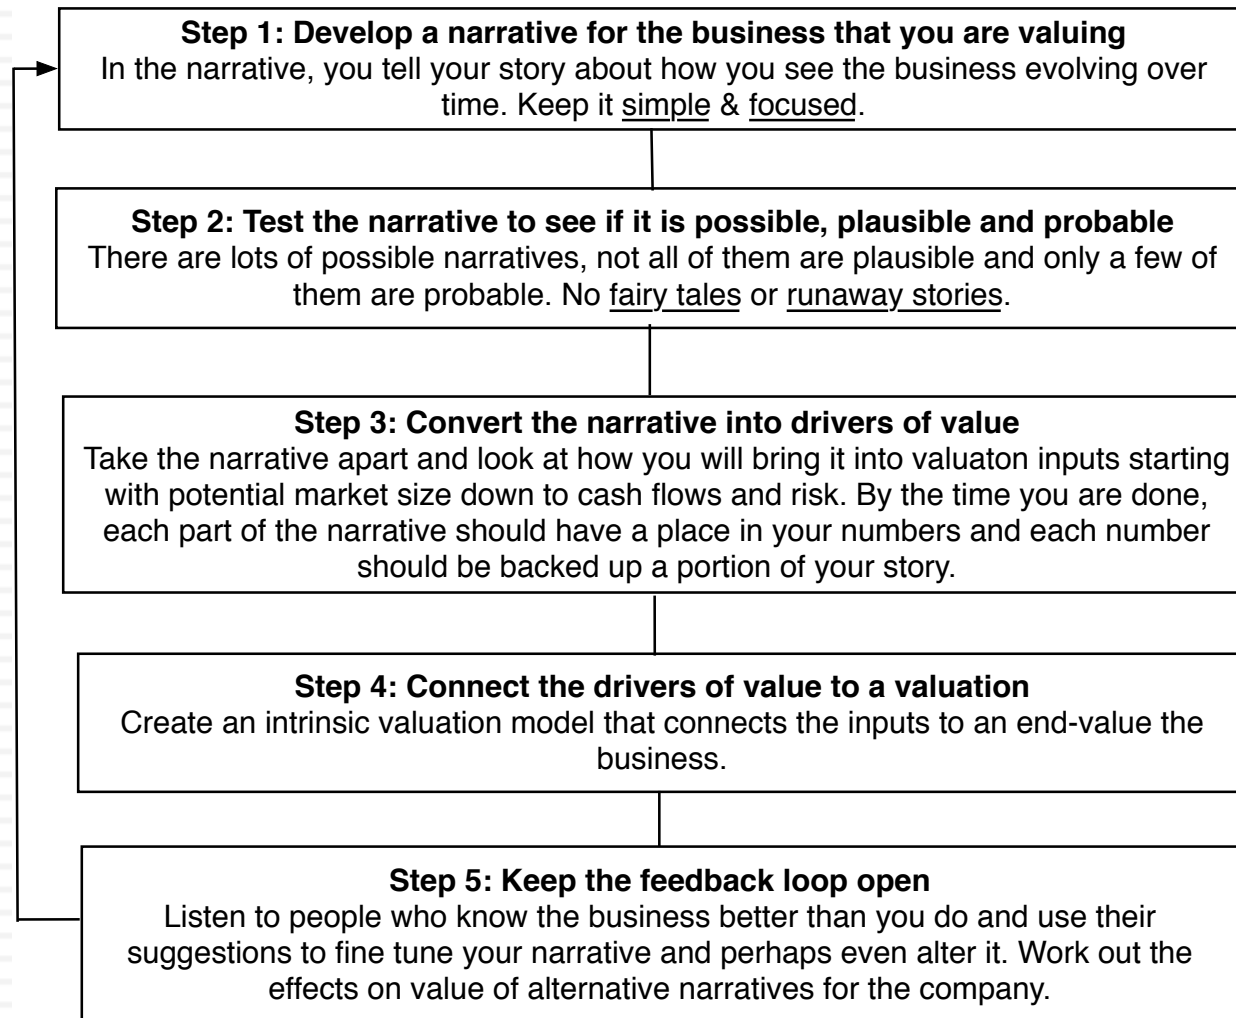 Step 1: Develop a narrative for the business that you are valuing
In the narrative, you tell your story about how you see the business evolving over
time. Keep it simple & focused.
Step 2: Test the narrative to see if it is possible, plausible and probable
There are lots of possible narratives, not all of them are plausible and only a few of
them are probable. No fairy tales or runaway stories.
Step 3: Convert the narrative into drivers of value
Take the narrative apart and look at how you will bring it into valuaton inputs starting
with potential market size down to cash flows and risk. By the time you are done,
each part of the narrative should have a place in your numbers and each number
should be backed up a portion of your story.
Step 4: Connect the drivers of value to a valuation
Create an intrinsic valuation model that connects the inputs to an end-value the
business.
Step 5: Keep the feedback loop open
Listen to people who know the business better than you do and use their
suggestions to fine tune your narrative and perhaps even alter it. Work out the
effects on value of alternative narratives for the company.